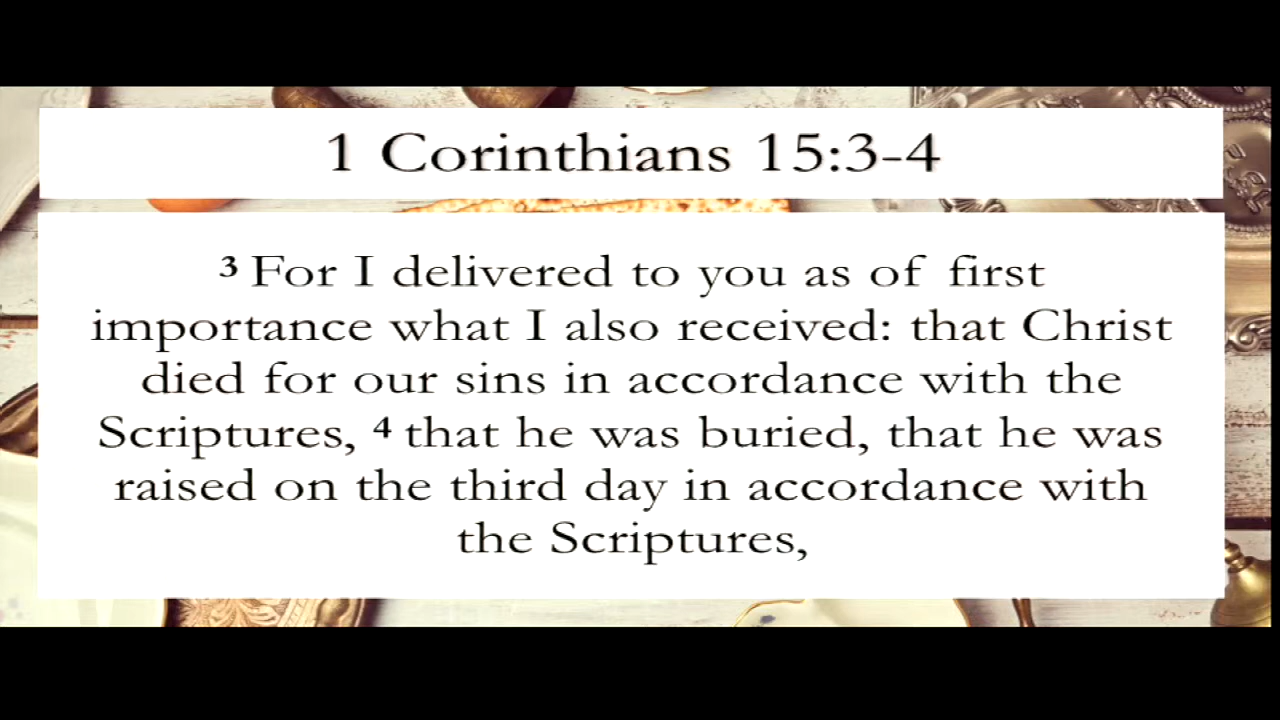 1 Corinthians 15:3-4
³ For I delivered to you as of first
importance what I also received: that Christ
died for our sins in accordance with the
Scriptures, ⁴ that he was buried, that he was
raised on the third day in accordance with
the Scriptures,